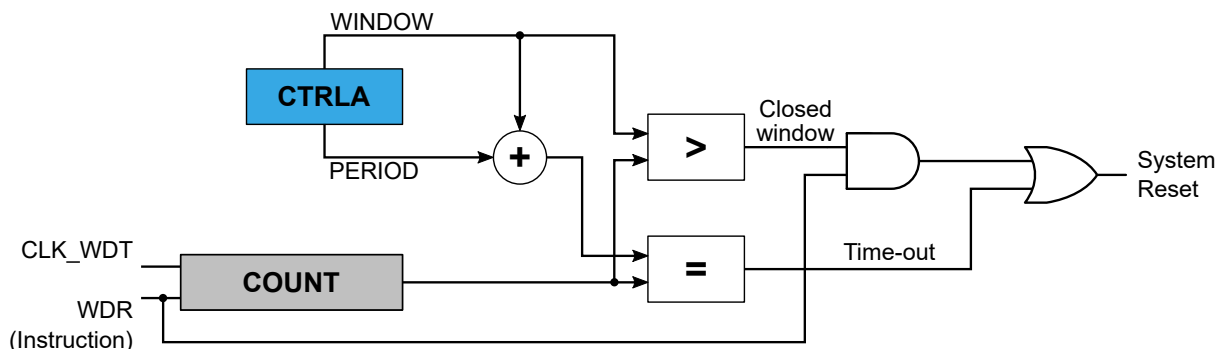 WINDOW
CTRLA
PERIOD
+
>
Closed
window
System
Reset
CLK_WDT
COUNT
WDR
(Instruction)
=
Time-out